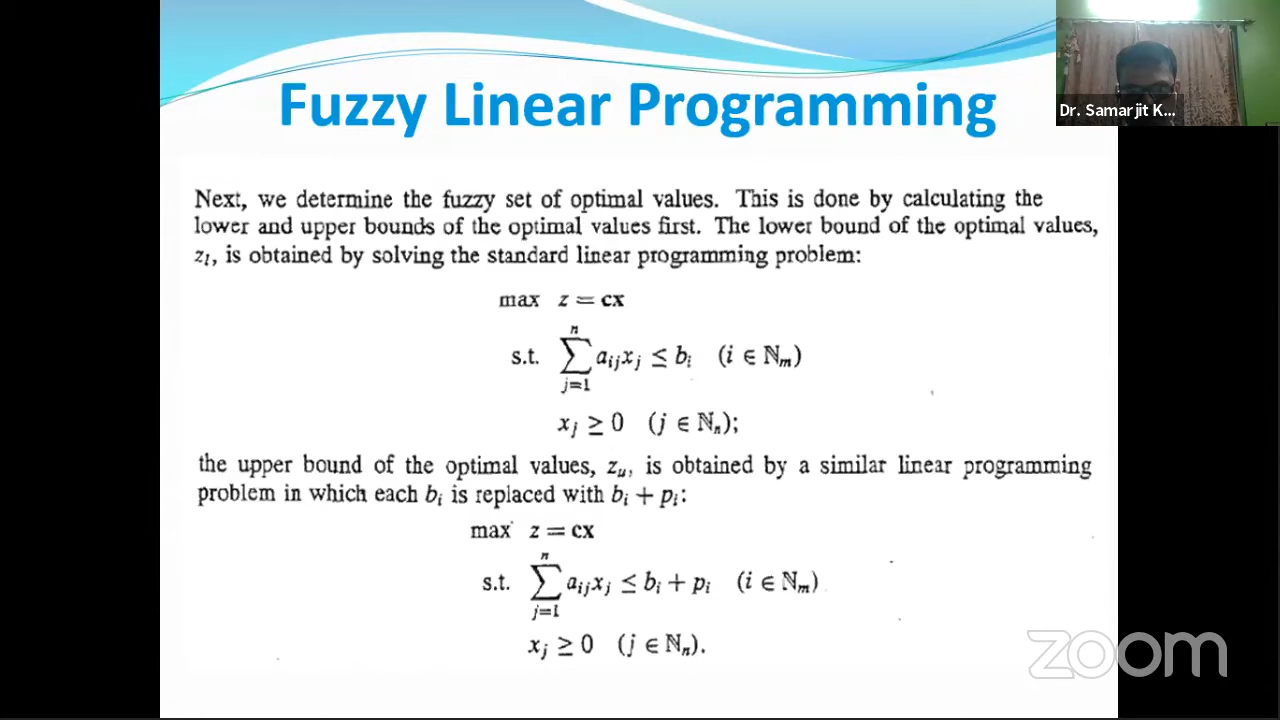 Fuzzy Linear Programming
Dr. Samarjit K...
Next, we determine the fuzzy set of optimal values. This is done by calculating the
lower and upper bounds of the optimal values first. The lower bound of the optimal values,
z_l, is obtained by solving the standard linear programming problem:
max z = cx
s.t. ∑_{j=1}^{n} a_{ij}x_j ≤ b_i (i ∈ ℕ_m)
x_j ≥ 0 (j ∈ ℕ_n);
the upper bound of the optimal values, z_u, is obtained by a similar linear programming
problem in which each b_i is replaced with b_i + p_i:
max z = cx
s.t. ∑_{j=1}^{n} a_{ij}x_j ≤ b_i + p_i (i ∈ ℕ_m)
x_j ≥ 0 (j ∈ ℕ_n).
zoom